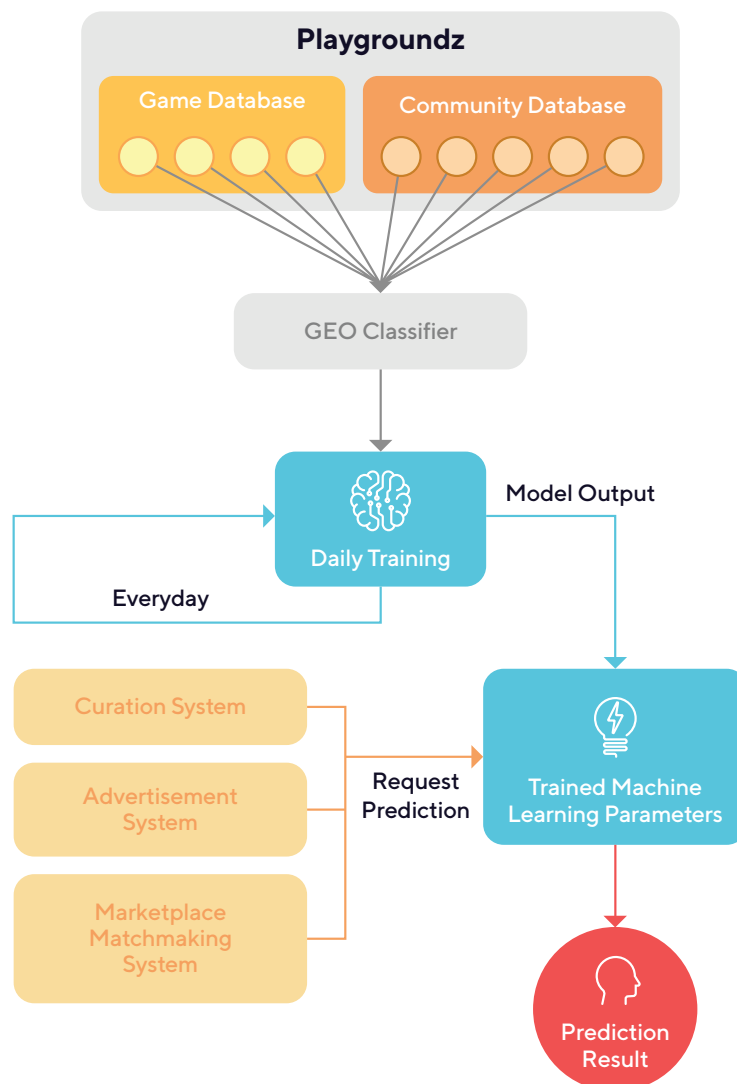 Playgroundz
Game Database
Community Database
GEO Classifier
Daily Training
Model Output
Everyday
Curation System
Advertisement
System
Marketplace
Matchmaking
System
Request
Prediction
Trained Machine
Learning Parameters
Prediction
Result